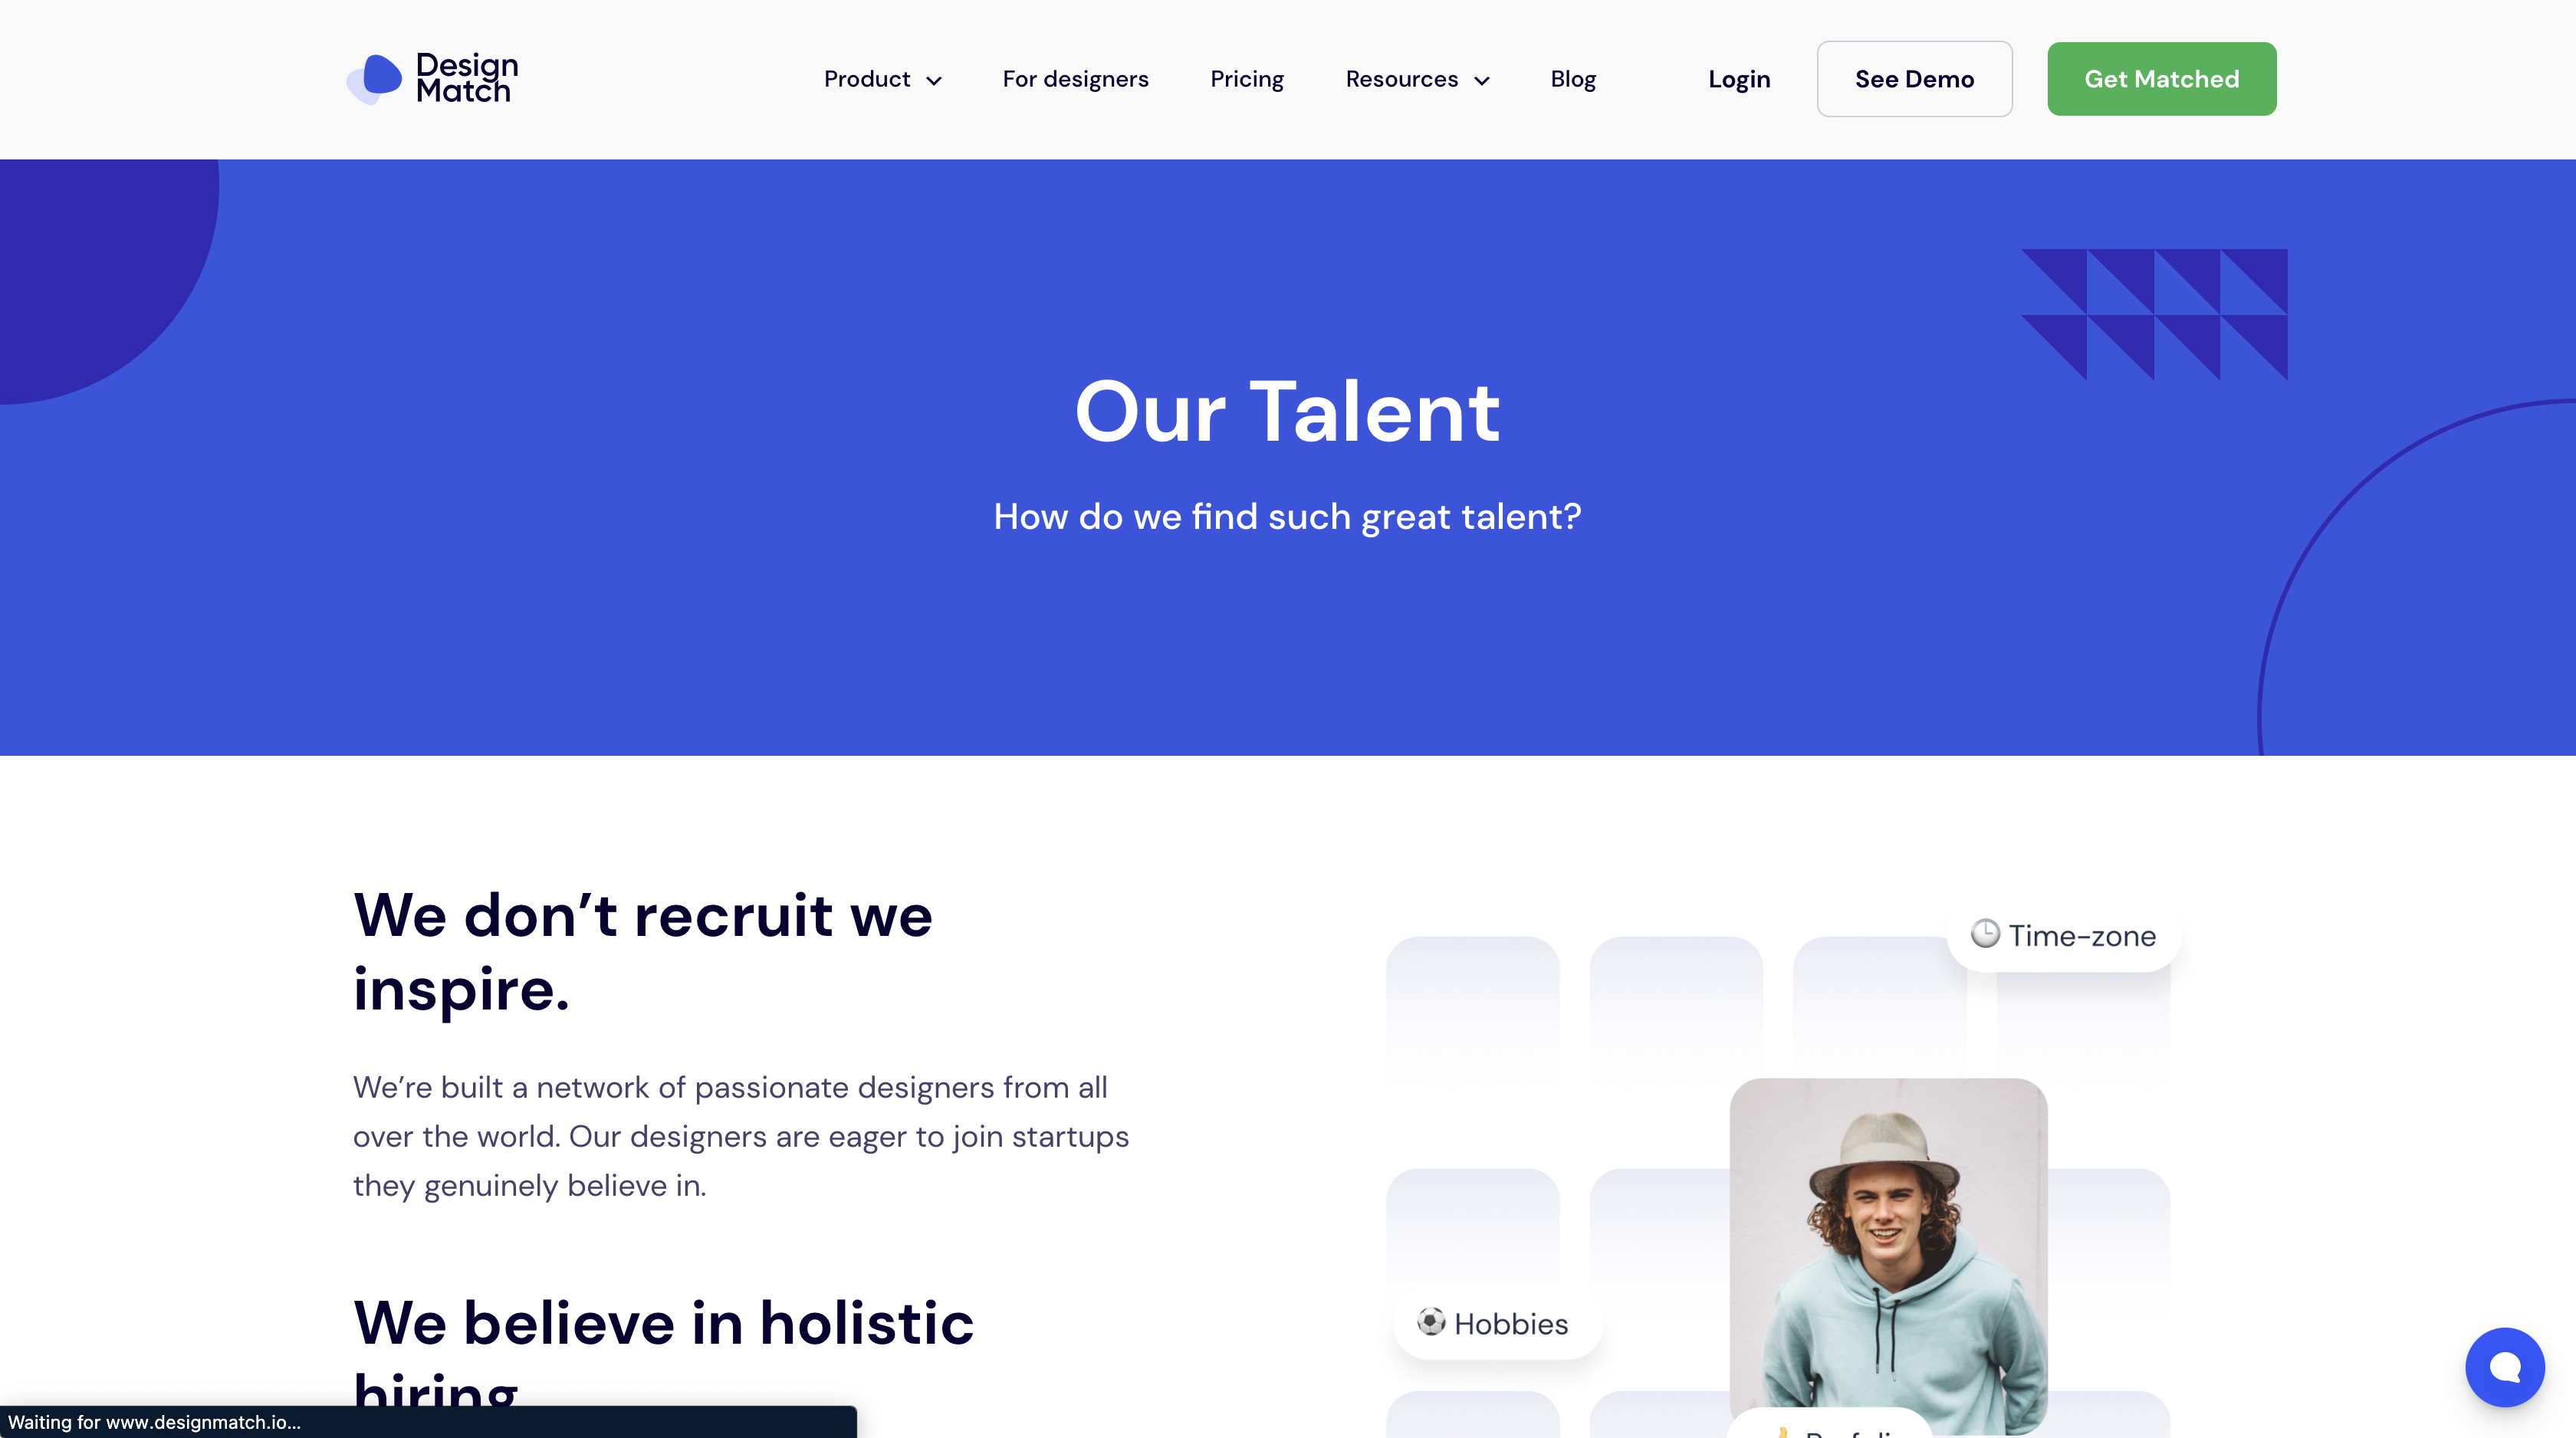 Design
Match
Product
For designers
Pricing
Resources
Blog
Login
See Demo
Get Matched
Our Talent
How do we find such great talent?
We don’t recruit we
inspire.
We’re built a network of passionate designers from all
over the world. Our designers are eager to join startups
they genuinely believe in.
We believe in holistic
hiring
Time-zone
Hobbies
Waiting for www.designmatch.io...